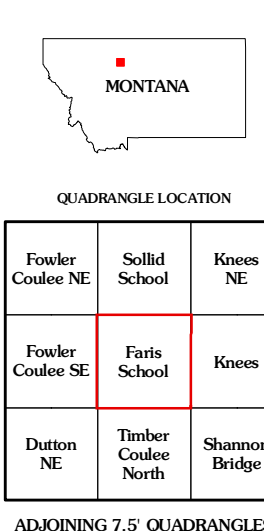 MONTANA
QUADRANGLE LOCATION
Fowler
Coulee NE
Sollid
School
Knees
NE
Fowler
Coulee SE
Faris
School
Knees
Dutton
NE
Timber
Coulee
North
Shannon
Bridge
ADJOINING 7.5' QUADRANGLES